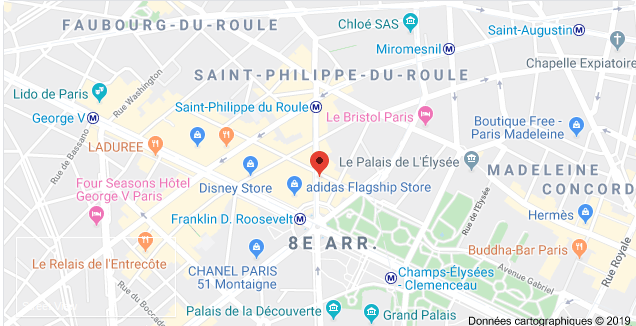 FAUBOURG-DU-ROULE
Chloé SAS
Saint-Augustin
Miromesnil
Chapelle Expiatoire
SAINT-PHILIPPE-DU-ROULE
Lido de Paris
Rue Washington
Saint-Philippe du Roule
George V
Le Bristol Paris
Boutique Free -
Paris Madeleine
Rue de Bassano
LADUREE
Le Palais de L'Élysée
MADELEINE
CONCORD
Four Seasons Hôtel
George V Paris
Disney Store
adidas Flagship Store
Rue de l'Elysée
Franklin D. Roosevelt
Hermès
8E ARR.
Buddha-Bar Paris
Rue Royale
Le Relais de l'Entrecôte
CHANEL PARIS
51 Montaigne
Champs-Élysées
- Clemenceau
Avenue Gabriel
Rue du Boccador
Palais de la Découverte
Grand Palais
Données cartographiques © 2019